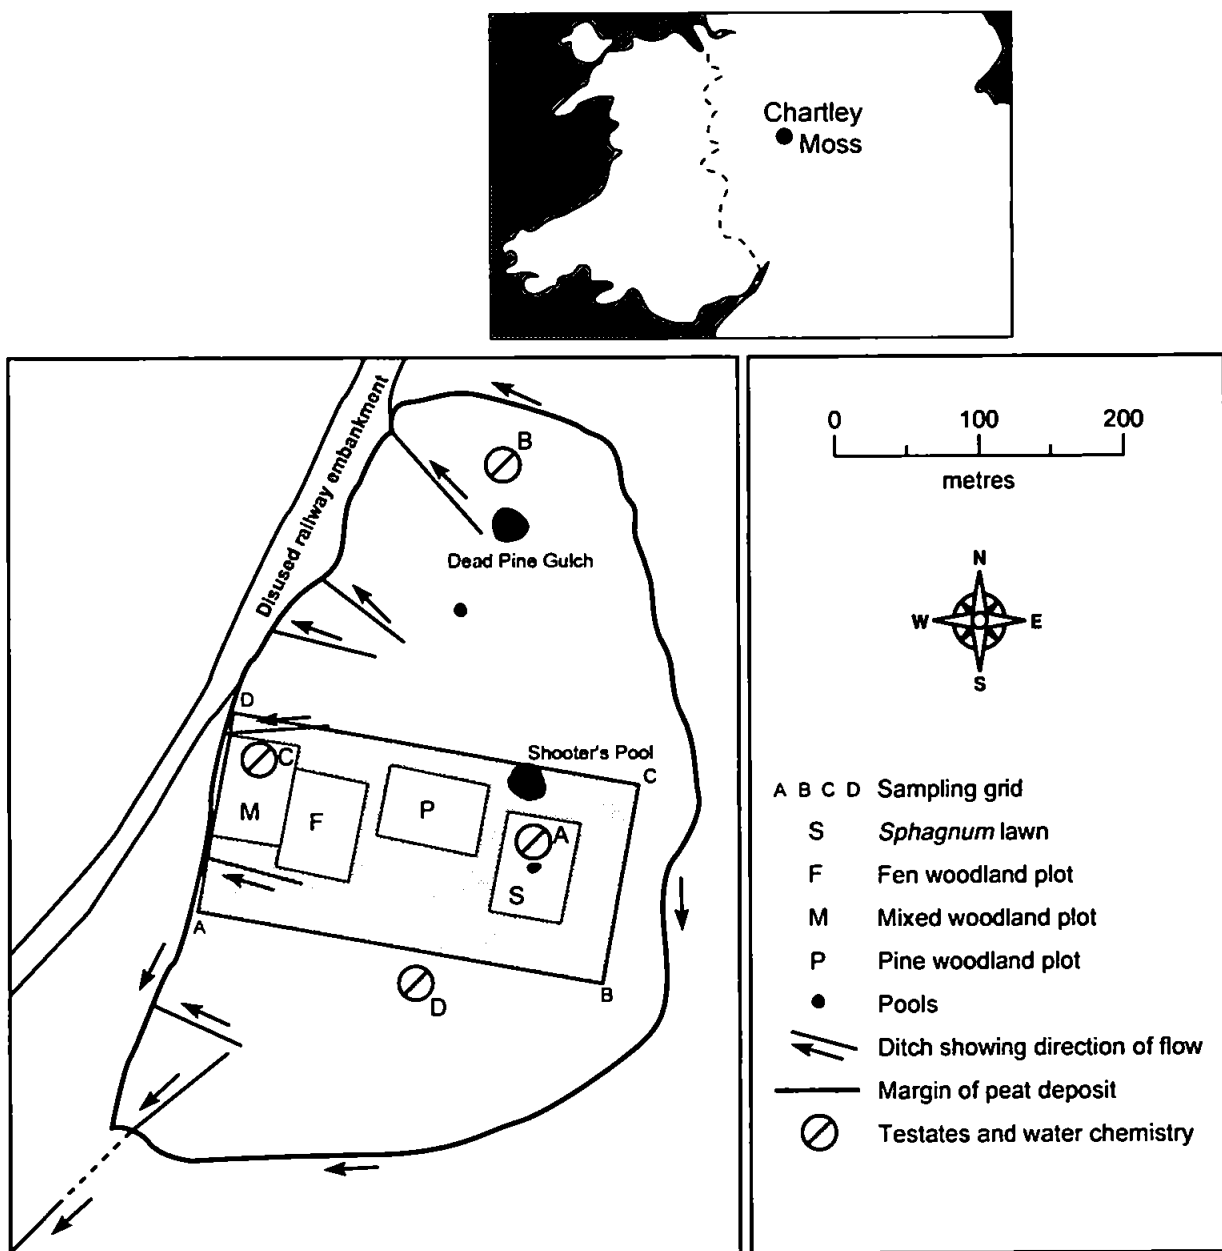 Chartley
Moss
Disused railway embankment
B
Dead Pine Gulch
D
Shooter's Pool
C
C
M
F
P
A
S
A
B
D
0 100 200
metres
N
W E
S
A B C D Sampling grid
S Sphagnum lawn
F Fen woodland plot
M Mixed woodland plot
P Pine woodland plot
Pools
Ditch showing direction of flow
Margin of peat deposit
Testates and water chemistry